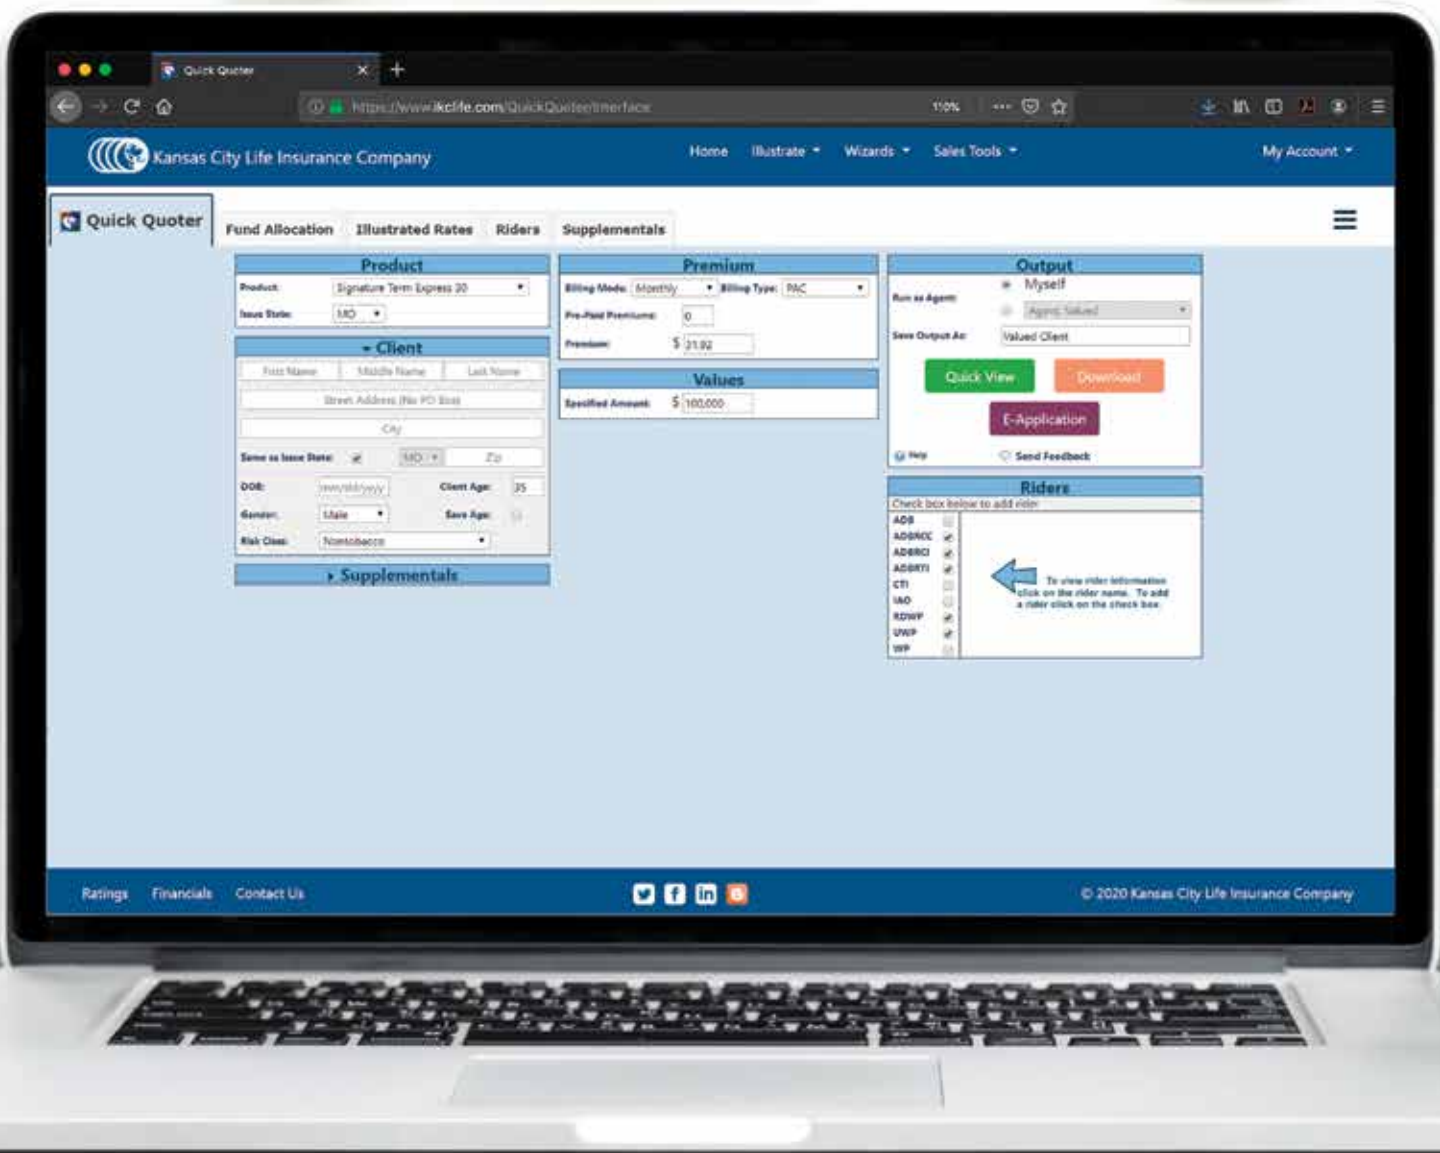 Quick Quoter
https://www.ikclife.com/QuickQuoter/Interface
110%
Kansas City Life Insurance Company
Home Illustrate Wizards Sales Tools My Account
Quick Quoter Fund Allocation Illustrated Rates Riders Supplementals
Product
Product: Signature Term Express 20
Issue State: MO
Client
First Name Middle Name Last Name
Street Address (No PO Box)
City
Same as Issue State: MO Zip
DOB: mm/dd/yyyy Client Age: 35
Gender: Male Save Age:
Risk Class: Nontobacco
Supplementals
Premium
Billing Mode: Monthly Billing Type: PAC
Pre-Paid Premiums: 0
Premium: $
Values
Specified Amount: $ 100,000
Output
Myself
Run as Agent:
Agent, Valued
Save Output As: Valued Client
Quick View Download
E-Application
Help Send Feedback
Riders
Check box below to add rider
ADB
ADBRCC
ADBRCI
ADBRTI
CTI
IAO
RDWP
UWP
WP
To view rider information
click on the rider name. To add
a rider click on the check box.
Ratings Financials Contact Us
© 2020 Kansas City Life Insurance Company